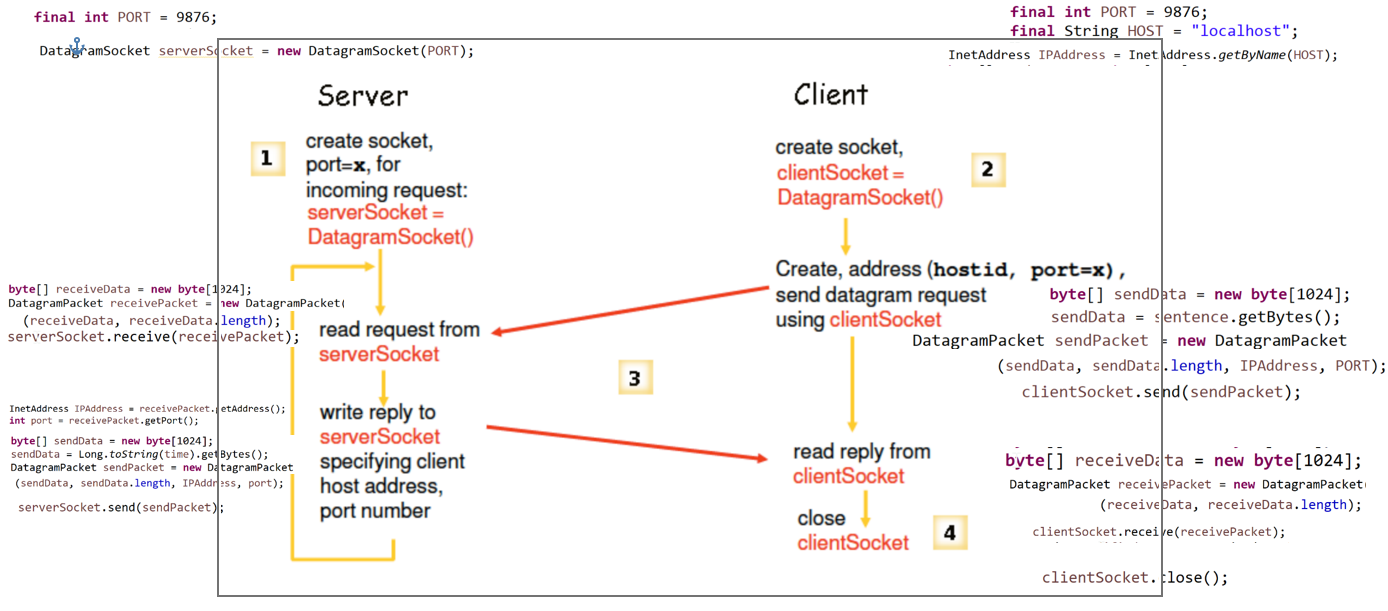 final int PORT = 9876;
DatagramSocket serverSocket = new DatagramSocket(PORT);
final int PORT = 9876;
final String HOST = "localhost";
InetAddress IPAddress = InetAddress.getByName(HOST);
Server
Client
1
create socket,
port=x, for
incoming request:
serverSocket =
DatagramSocket()
create socket,
clientSocket =
DatagramSocket()
2
Create, address (hostid, port=x),
send datagram request
using clientSocket
byte[] receiveData = new byte[1024];
DatagramPacket receivePacket = new DatagramPacket(
(receiveData, receiveData.length);
serverSocket.receive(receivePacket);
read request from
serverSocket
byte[] sendData = new byte[1024];
sendData = sentence.getBytes();
DatagramPacket sendPacket = new DatagramPacket
(sendData, sendData.length, IPAddress, PORT);
clientSocket.send(sendPacket);
3
InetAddress IPAddress = receivePacket.getAddress();
int port = receivePacket.getPort();
byte[] sendData = new byte[1024];
sendData = Long.toString(time).getBytes();
DatagramPacket sendPacket = new DatagramPacket
(sendData, sendData.length, IPAddress, port);
serverSocket.send(sendPacket);
write reply to
serverSocket
specifying client
host address,
port number
read reply from
clientSocket
close
clientSocket
4
byte[] receiveData = new byte[1024];
DatagramPacket receivePacket = new DatagramPacket(
(receiveData, receiveData.length);
clientSocket.receive(receivePacket);
clientSocket.close();